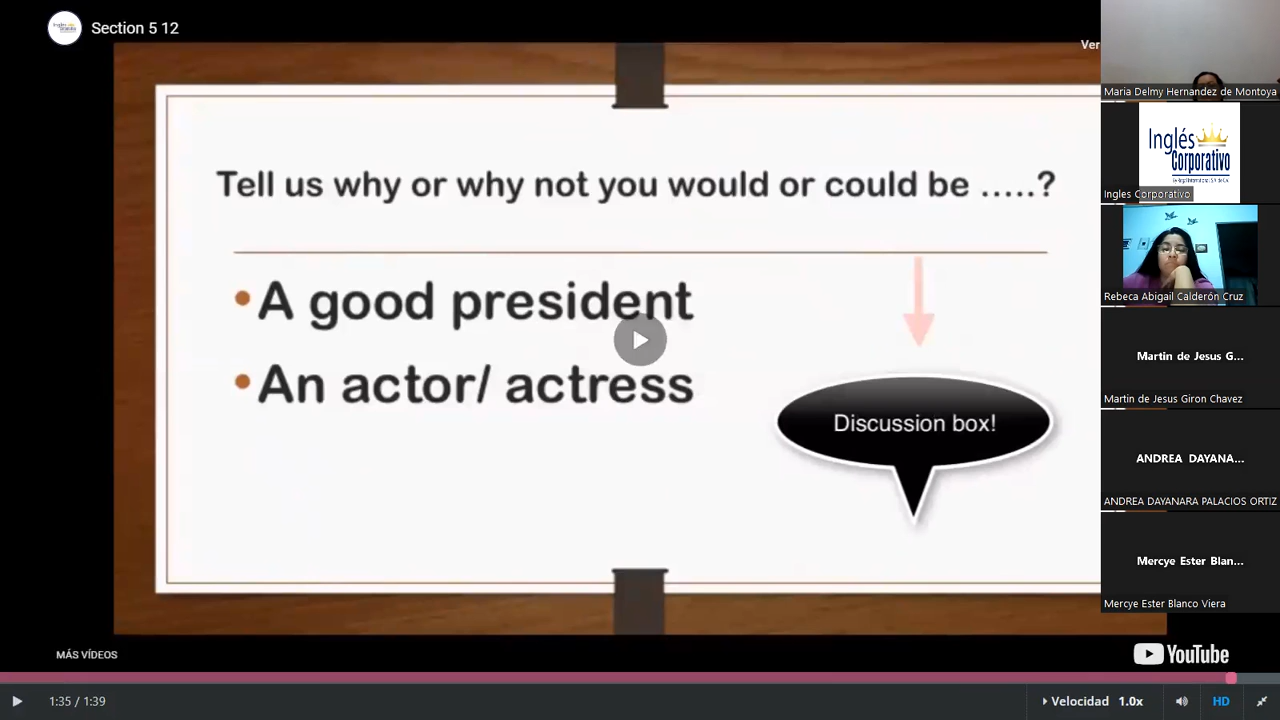 Section 5 12
Ver
Tell us why or why not you would or could be .....?
•A good president
•An actor/ actress
Discussion box!
MÁS VÍDEOS
YouTube
1:35 / 1:39
Velocidad 1.0x
HD
Maria Delmy Hernandez de Montoya
Inglés
Corporativo
Ingles Corporativo
Rebeca Abigail Calderón Cruz
Martin de Jesus G...
Martin de Jesus Giron Chavez
ANDREA DAYANA...
ANDREA DAYANARA PALACIOS ORTIZ
Mercye Ester Blan...
Mercye Ester Blanco Viera